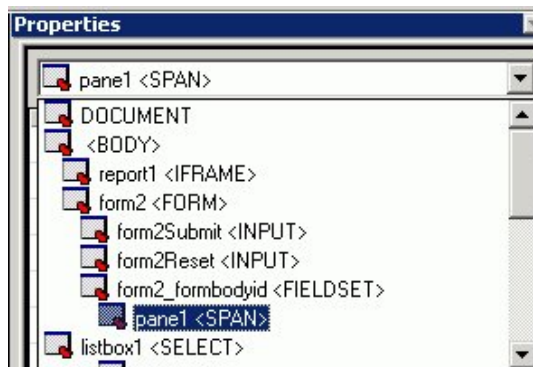 Properties
pane1 <SPAN>
DOCUMENT
<BODY>
report1 <IFRAME>
form2 <FORM>
form2Submit <INPUT>
form2Reset <INPUT>
form2_formbodyid <FIELDSET>
pane1 <SPAN>
listbox1 <SELECT>